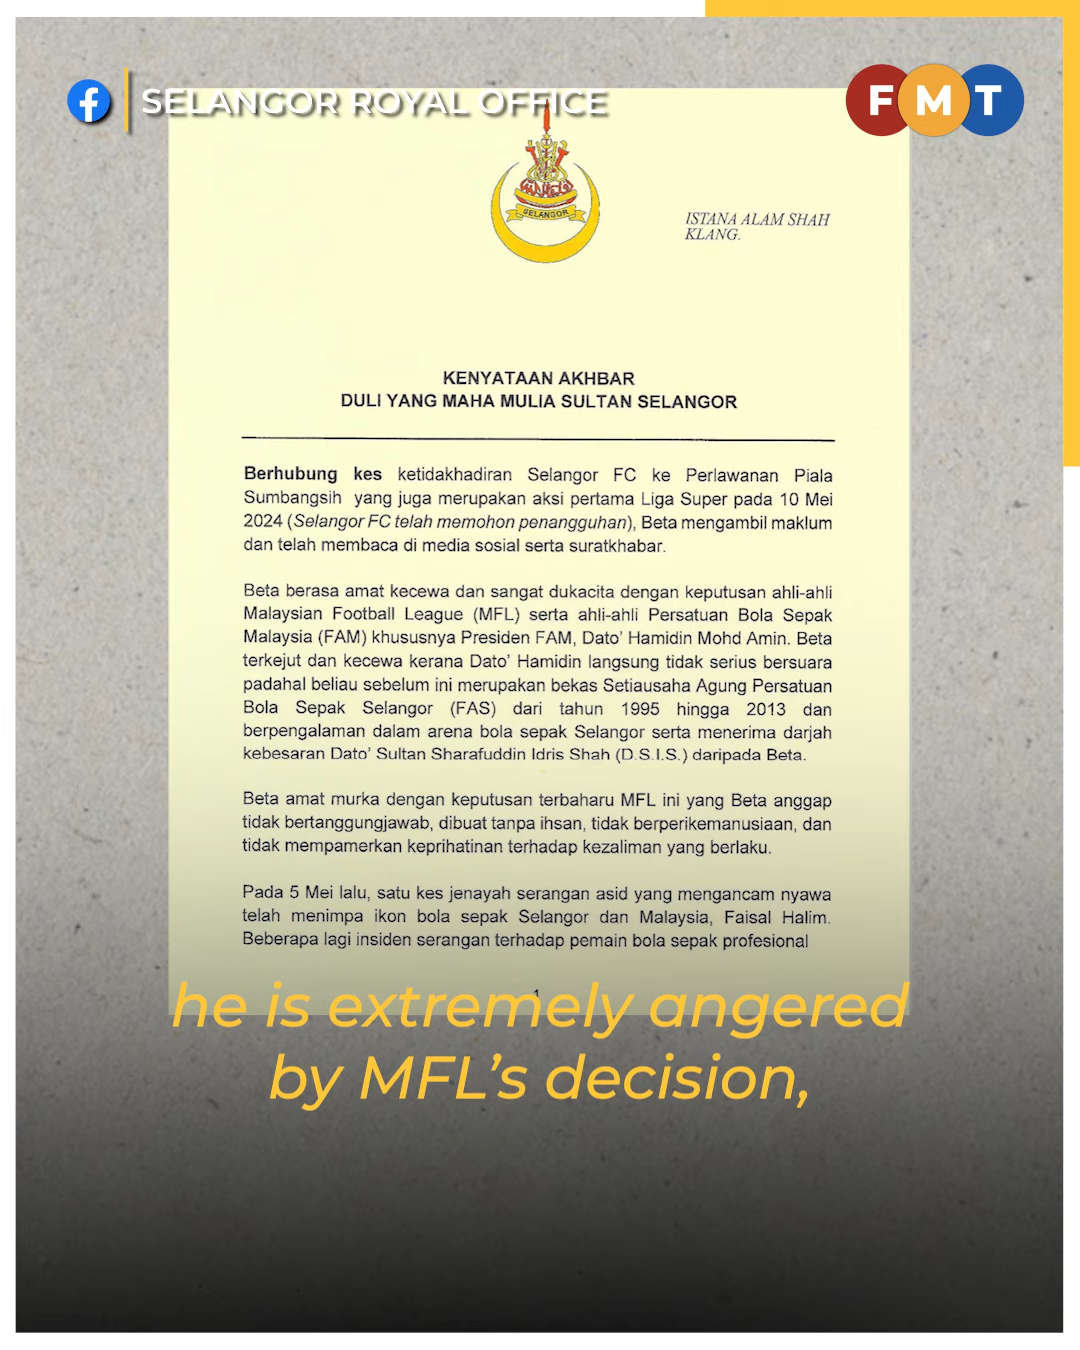 SELANGOR ROYAL OFFICE
FMT
SELANGOR
ISTANA ALAM SHAH
KLANG.
KENYATAAN AKHBAR
DULI YANG MAHA MULIA SULTAN SELANGOR
Berhubung kes ketidakhadiran Selangor FC ke Perlawanan Piala
Sumbangsih yang juga merupakan aksi pertama Liga Super pada 10 Mei
2024 (Selangor FC telah memohon penangguhan), Beta mengambil maklum
dan telah membaca di media sosial serta suratkhabar.
Beta berasa amat kecewa dan sangat dukacita dengan keputusan ahli-ahli
Malaysian Football League (MFL) serta ahli-ahli Persatuan Bola Sepak
Malaysia (FAM) khususnya Presiden FAM, Dato' Hamidin Mohd Amin. Beta
terkejut dan kecewa kerana Dato' Hamidin langsung tidak serius bersuara
padahal beliau sebelum ini merupakan bekas Setiausaha Agung Persatuan
Bola Sepak Selangor (FAS) dari tahun 1995 hingga 2013 dan
berpengalaman dalam arena bola sepak Selangor serta menerima darjah
kebesaran Dato' Sultan Sharafuddin Idris Shah (D.S.I.S.) daripada Beta.
Beta amat murka dengan keputusan terbaharu MFL ini yang Beta anggap
tidak bertanggungjawab, dibuat tanpa ihsan, tidak berperikemanusiaan, dan
tidak mempamerkan keprihatinan terhadap kezaliman yang berlaku.
Pada 5 Mei lalu, satu kes jenayah serangan asid yang mengancam nyawa
telah menimpa ikon bola sepak Selangor dan Malaysia, Faisal Halim.
Beberapa lagi insiden serangan terhadap pemain bola sepak profesional
1
he is extremely angered
by MFL’s decision,